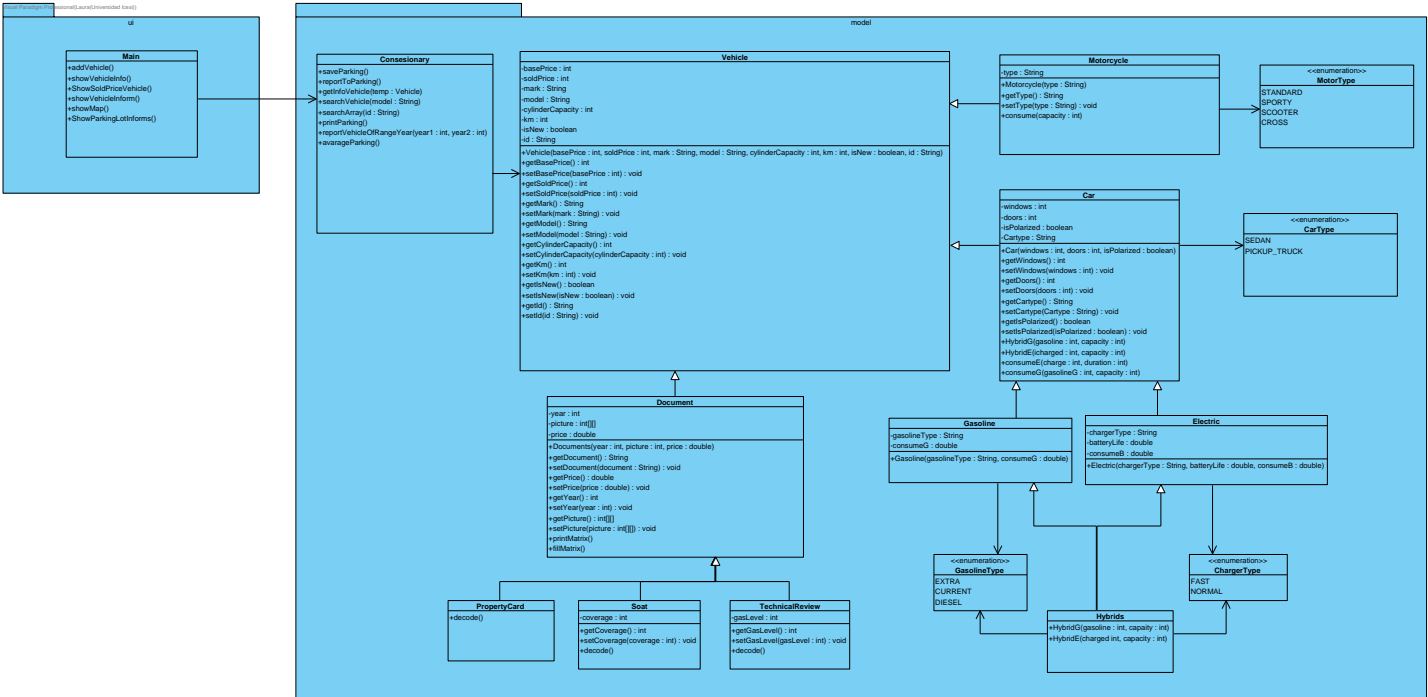 Visual Paradigm Professional(Laura(Universidad Icesi))
ui
Main
+addVehicle()
+showVehicleInfo()
+ShowSoldPriceVehicle()
+showVehicleInform()
+showMap()
+ShowParkingLotInforms()
model
Consesionary
+saveParking()
+reportToParking()
+getInfoVehicle(temp : Vehicle)
+searchVehicle(model : String)
+searchArray(id : String)
+printParking()
+reportVehicleOfRangeYear(year1 : int, year2 : int)
+avarageParking()
Vehicle
-basePrice : int
-soldPrice : int
-mark : String
-model : String
-cylinderCapacity : int
-km : int
-isNew : boolean
-id : String
+Vehicle(basePrice : int, soldPrice : int, mark : String, model : String, cylinderCapacity : int, km : int, isNew : boolean, id : String)
+getBasePrice() : int
+setBasePrice(basePrice : int) : void
+getSoldPrice() : int
+setSoldPrice(soldPrice : int) : void
+getMark() : String
+setMark(mark : String) : void
+getModel() : String
+setModel(model : String) : void
+getCylinderCapacity() : int
+setCylinderCapacity(cylinderCapacity : int) : void
+getKm() : int
+setKm(km : int) : void
+getIsNew() : boolean
+setIsNew(isNew : boolean) : void
+getId() : String
+setId(id : String) : void
Motorcycle
-type : String
+Motorcycle(type : String)
+getType() : String
+setType(type : String) : void
+consume(capacity : int)
<<enumeration>>
MotorType
STANDARD
SPORTY
SCOOTER
CROSS
Car
-windows : int
-doors : int
-isPolarized : boolean
-Cartype : String
+Car(windows : int, doors : int, isPolarized : boolean)
+getWindows() : int
+setWindows(windows : int) : void
+getDoors() : int
+setDoors(doors : int) : void
+getCartype() : String
+setCartype(Cartype : String) : void
+getIsPolarized() : boolean
+setIsPolarized(isPolarized : boolean) : void
+HybridG(gasoline : int, capacity : int)
+HybridE(icharged : int, capacity : int)
+consumeE(charge : int, duration : int)
+consumeG(gasolineG : int, capacity : int)
<<enumeration>>
CarType
SEDAN
PICKUP_TRUCK
Document
-year : int
-picture : int[][]
-price : double
+Documents(year : int, picture : int, price : double)
+getDocument() : String
+setDocument(document : String) : void
+getPrice() : double
+setPrice(price : double) : void
+getYear() : int
+setYear(year : int) : void
+getPicture() : int[][]
+setPicture(picture : int[][]) : void
+printMatrix()
+fillMatrix()
Gasoline
-gasolineType : String
-consumeG : double
+Gasoline(gasolineType : String, consumeG : double)
Electric
-chargerType : String
-batteryLife : double
-consumeB : double
+Electric(chargerType : String, batteryLife : double, consumeB : double)
<<enumeration>>
GasolineType
EXTRA
CURRENT
DIESEL
<<enumeration>>
ChargerType
FAST
NORMAL
PropertyCard
+decode()
Soat
-coverage : int
+getCoverage() : int
+setCoverage(coverage : int) : void
+decode()
TechnicalReview
-gasLevel : int
+getGasLevel() : int
+setGasLevel(gasLevel : int) : void
+decode()
Hybrids
+HybridG(gasoline : int, capaity : int)
+HybridE(charged int, capacity : int)